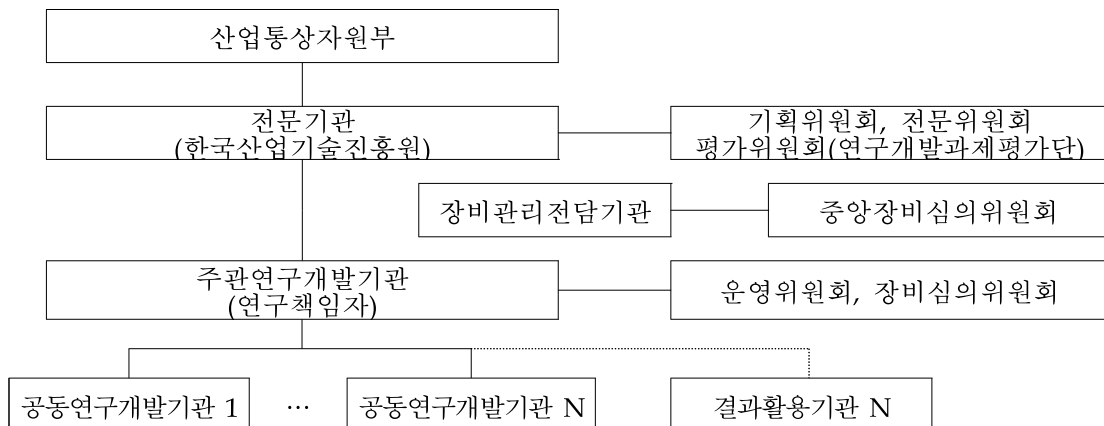 산업통상자원부
전문기관
(한국산업기술진흥원)
기획위원회, 전문위원회
평가위원회(연구개발과제평가단)
장비관리전담기관
중앙장비심의위원회
주관연구개발기관
(연구책임자)
운영위원회, 장비심의위원회
공동연구개발기관 1
…
공동연구개발기관 N
결과활용기관 N